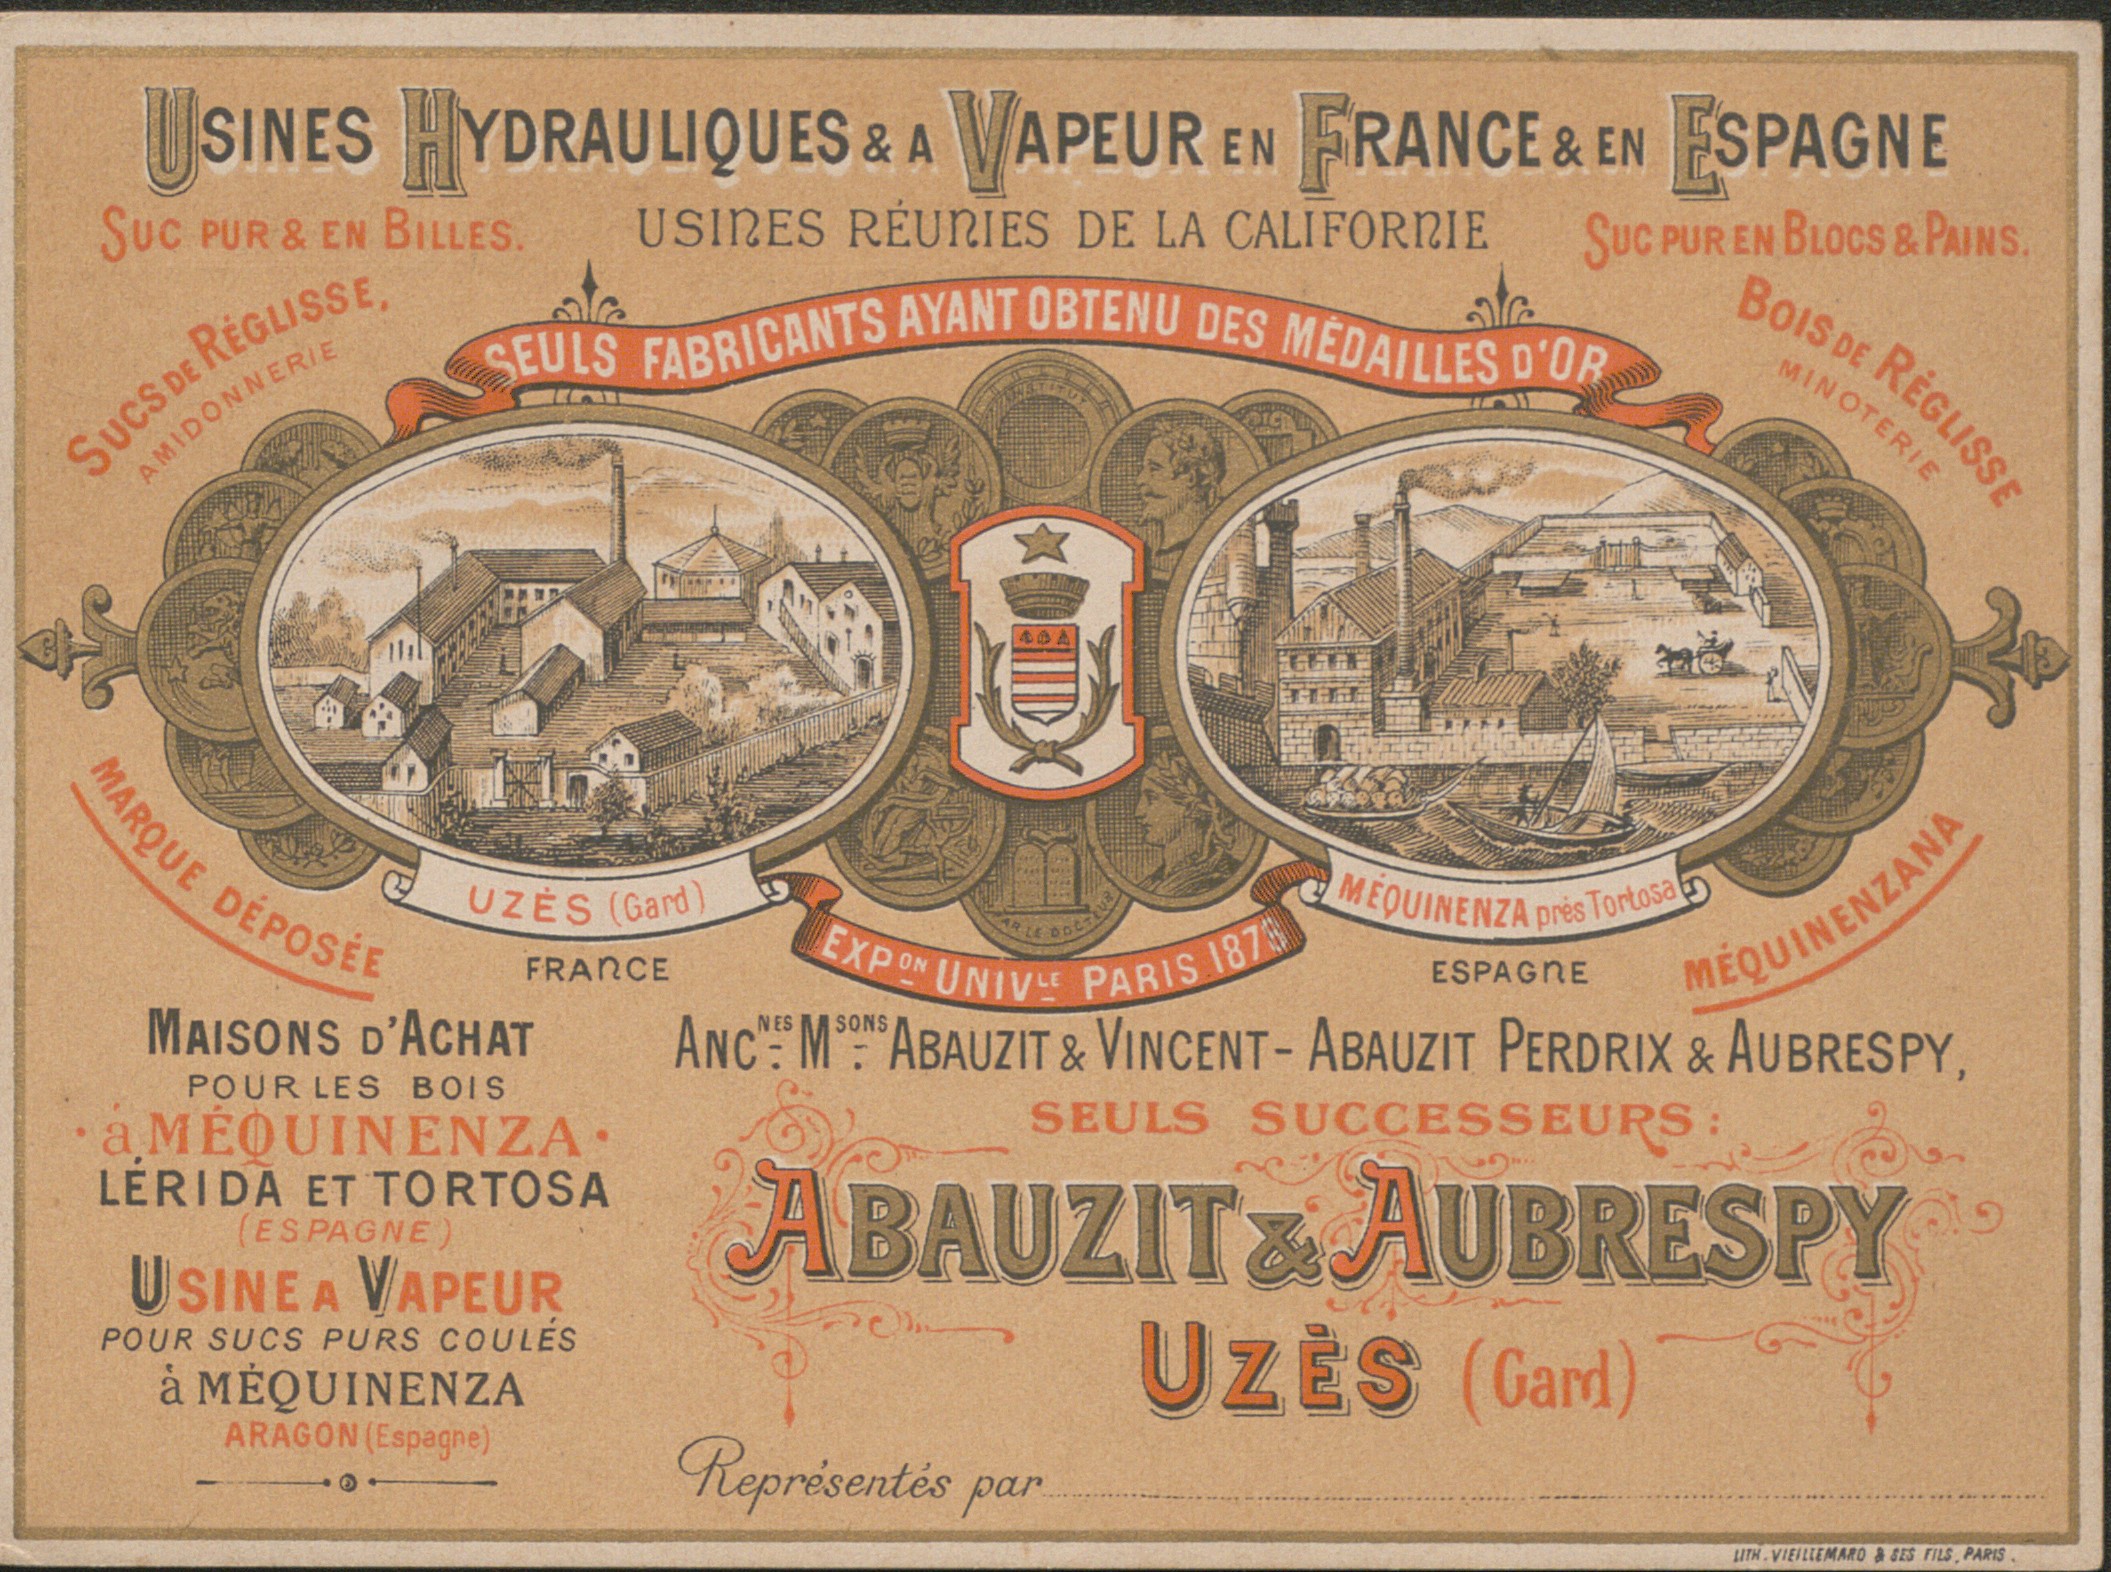 USINES HYDRAULIQUES & A VAPEUR EN FRANCE & EN ESPAGNE
USINES RÉUNIES DE LA CALIFORNIE
SUC PUR & EN BILLES.
SUC PUR EN BLOCS & PAINS.
SUCS DE RÉGLISSE.
AMIDONNERIE
BOIS DE RÉGLISSE
MINOTERIE
SEULS FABRICANTS AYANT OBTENU DES MÉDAILLES D'OR
INSTITUT
PAR LE DOCTEUR
UZÈS (Gard)
FRANCE
MÉQUINENZA près Tortosa
ESPAGNE
EXPON UNIVLE PARIS 1878
MARQUE DÉPOSÉE
MÉQUINENZANA
MAISONS D'ACHAT
POUR LES BOIS
à MÉQUINENZA
LÉRIDA ET TORTOSA
(ESPAGNE)
USINE A VAPEUR
POUR SUCS PURS COULÉS
à MÉQUINENZA
ARAGON (Espagne)
ANCNES MSONS ABAUZIT & VINCENT - ABAUZIT PERDRIX & AUBRESPY,
SEULS SUCCESSEURS:
ABAUZIT & AUBRESPY
UZÈS (Gard)
Représentés par
LITH. VIEILLEMARD & SES FILS, PARIS.